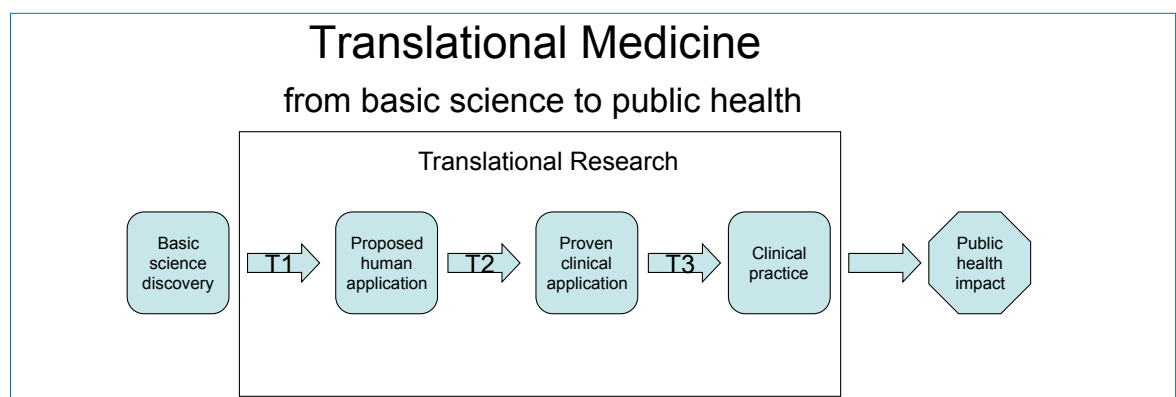 Translational Medicine
from basic science to public health
Translational Research
Basic
science
discovery
T1
Proposed
human
application
T2
Proven
clinical
application
T3
Clinical
practice
Public
health
impact